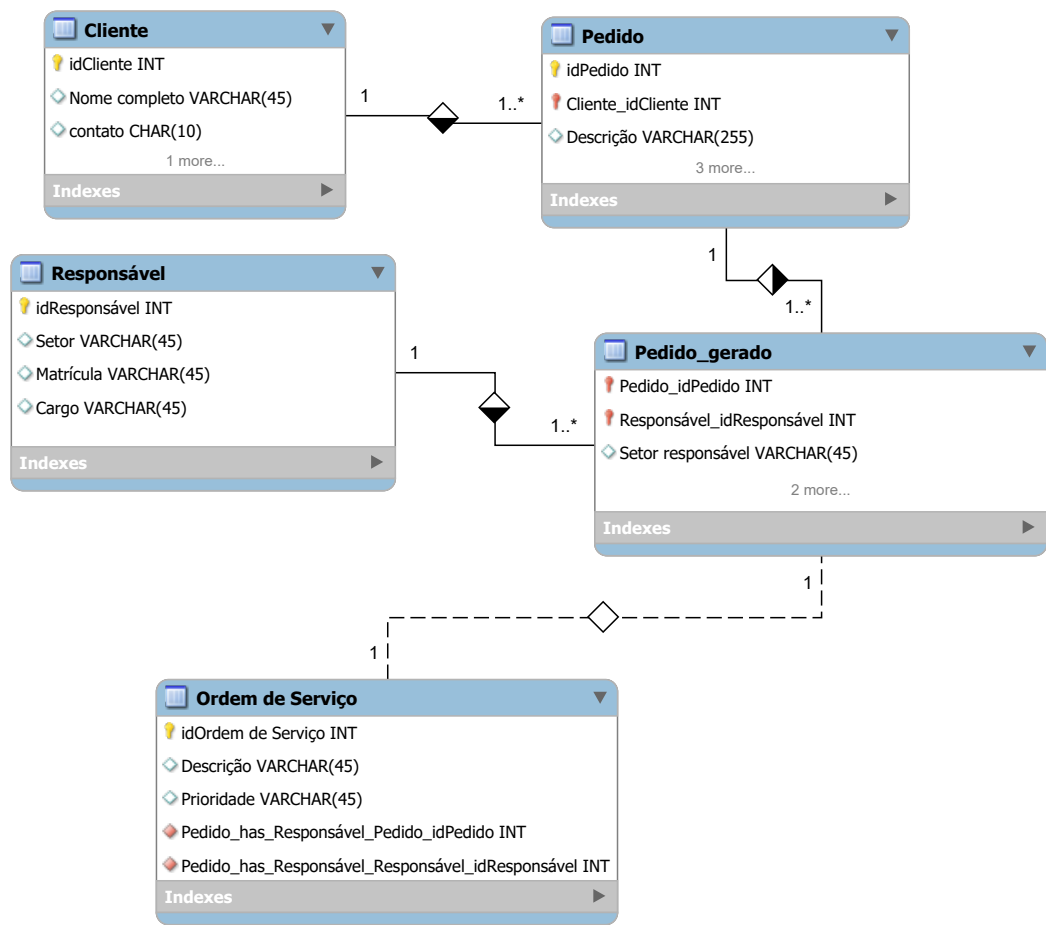 Cliente
idCliente INT
Nome completo VARCHAR(45)
contato CHAR(10)
1 more...
Indexes
1
1..*
Pedido
idPedido INT
Cliente_idCliente INT
Descrição VARCHAR(255)
3 more...
Indexes
1
1..*
Responsável
idResponsável INT
Setor VARCHAR(45)
Matrícula VARCHAR(45)
Cargo VARCHAR(45)
Indexes
1
1..*
Pedido_gerado
Pedido_idPedido INT
Responsável_idResponsável INT
Setor responsável VARCHAR(45)
2 more...
Indexes
1
1
Ordem de Serviço
idOrdem de Serviço INT
Descrição VARCHAR(45)
Prioridade VARCHAR(45)
Pedido_has_Responsável_Pedido_idPedido INT
Pedido_has_Responsável_Responsável_idResponsável INT
Indexes